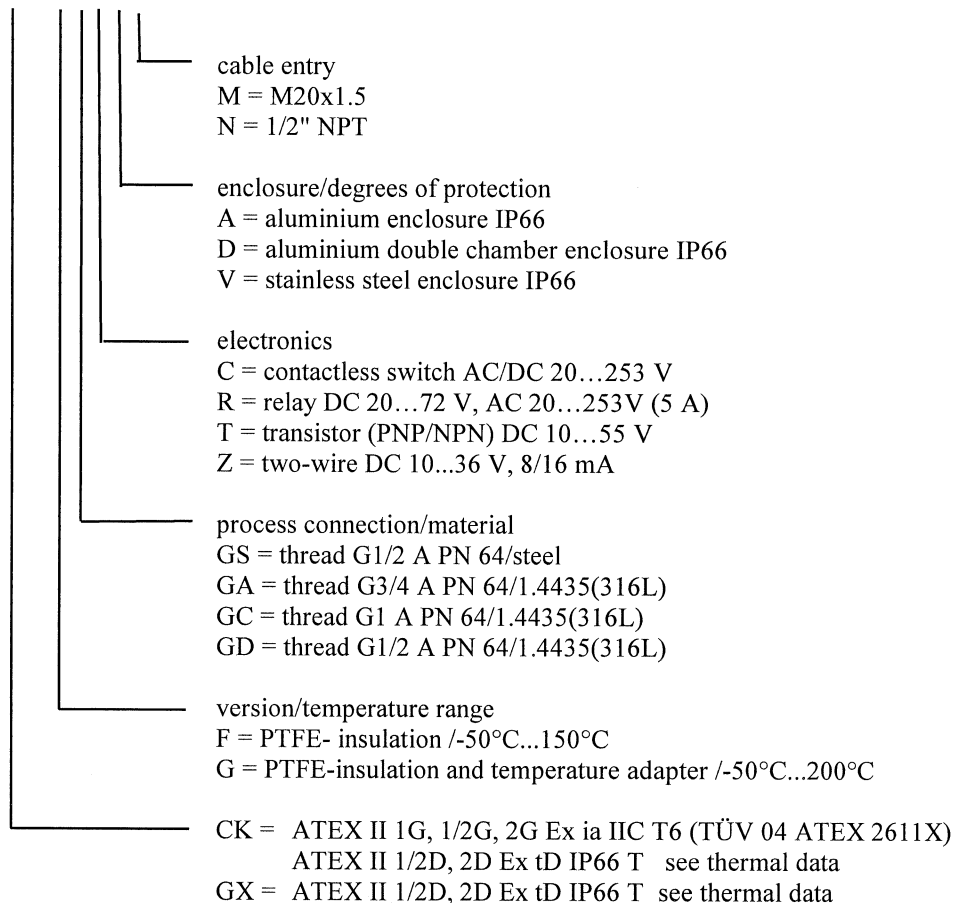 cable entry
M = M20x1.5
N = 1/2" NPT
enclosure/degrees of protection
A = aluminium enclosure IP66
D = aluminium double chamber enclosure IP66
V = stainless steel enclosure IP66
electronics
C = contactless switch AC/DC 20…253 V
R = relay DC 20…72 V, AC 20…253V (5 A)
T = transistor (PNP/NPN) DC 10…55 V
Z = two-wire DC 10...36 V, 8/16 mA
process connection/material
GS = thread G1/2 A PN 64/steel
GA = thread G3/4 A PN 64/1.4435(316L)
GC = thread G1 A PN 64/1.4435(316L)
GD = thread G1/2 A PN 64/1.4435(316L)
version/temperature range
F = PTFE- insulation /-50°C...150°C
G = PTFE-insulation and temperature adapter /-50°C...200°C
CK = ATEX II 1G, 1/2G, 2G Ex ia IIC T6 (TÜV 04 ATEX 2611X)
ATEX II 1/2D, 2D Ex tD IP66 T see thermal data
GX = ATEX II 1/2D, 2D Ex tD IP66 T see thermal data